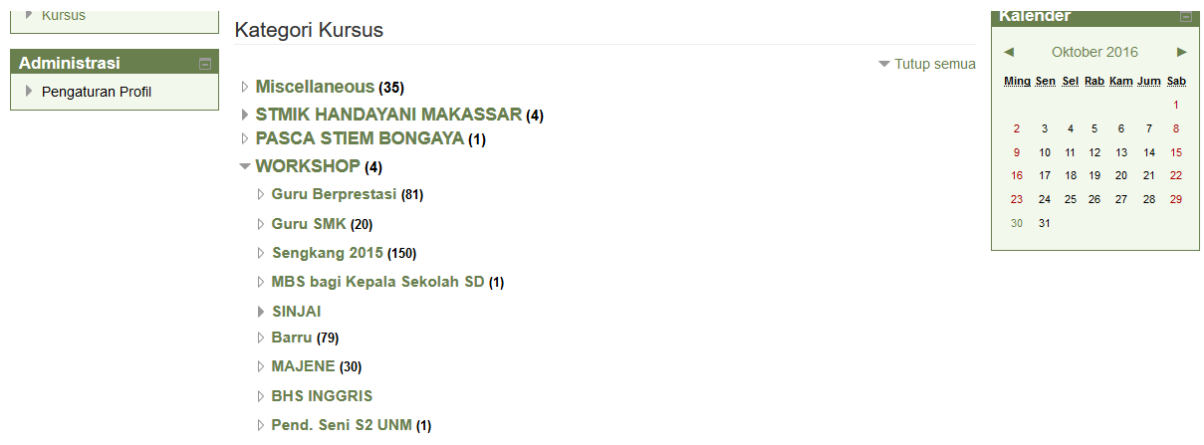 Kursus
Administrasi
Pengaturan Profil
Kategori Kursus
Tutup semua
Miscellaneous (35)
STMIK HANDAYANI MAKASSAR (4)
PASCA STIEM BONGAYA (1)
WORKSHOP (4)
Guru Berprestasi (81)
Guru SMK (20)
Sengkang 2015 (150)
MBS bagi Kepala Sekolah SD (1)
SINJAI
Barru (79)
MAJENE (30)
BHS INGGRIS
Pend. Seni S2 UNM (1)
Kalender
Oktober 2016
Ming Sen Sel Rab Kam Jum Sab
1
2 3 4 5 6 7 8
9 10 11 12 13 14 15
16 17 18 19 20 21 22
23 24 25 26 27 28 29
30 31